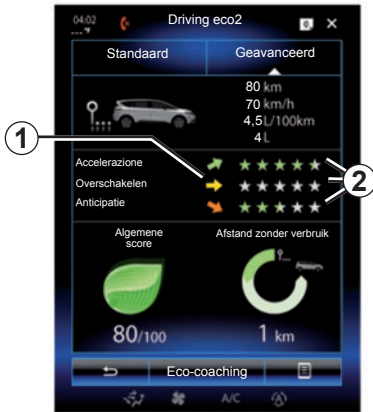 04:02 Driving eco2 0
Standaard Geavanceerd
80 km
70 km/h
4,5 L/100km
4 L
1
Accelerazione
Overschakelen
Anticipatie
2
Algemene score
Afstand zonder verbruik
80/100
1 km
Eco-coaching
A/C